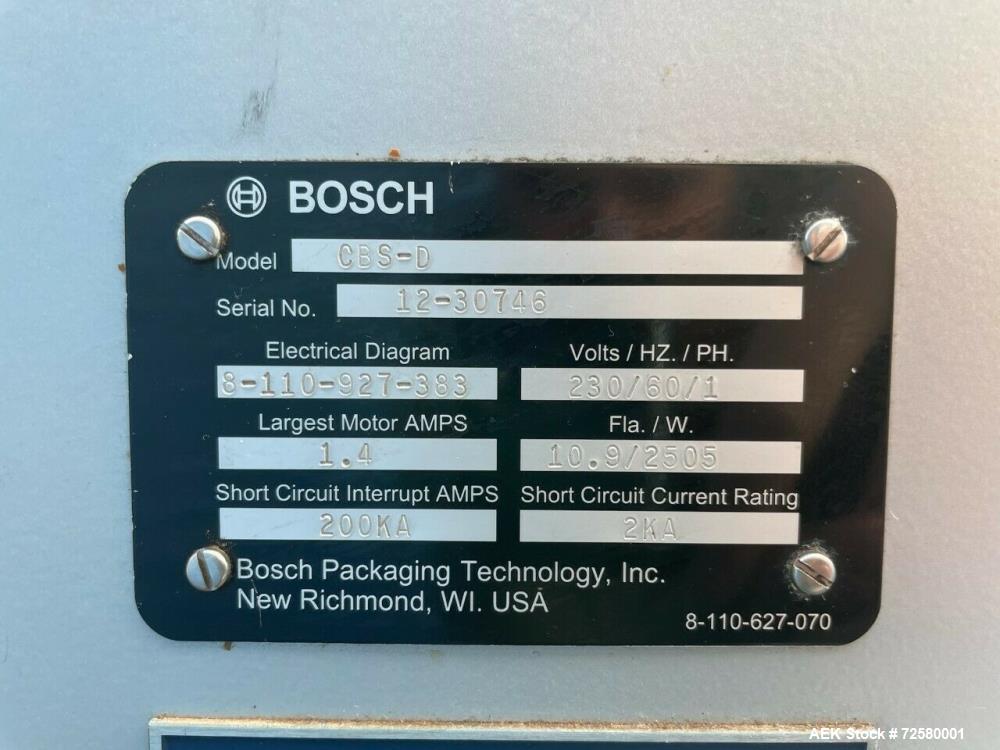 BOSCH
Model CBS-D
Serial No. 12-30746
Electrical Diagram Volts / HZ. / PH.
8-110-927-383 230/60/1
Largest Motor AMPS Fla. / W.
1.4 10.9/2505
Short Circuit Interrupt AMPS Short Circuit Current Rating
200KA 2KA
Bosch Packaging Technology, Inc.
New Richmond, WI. USA
8-110-627-070
AEK Stock # 72580001